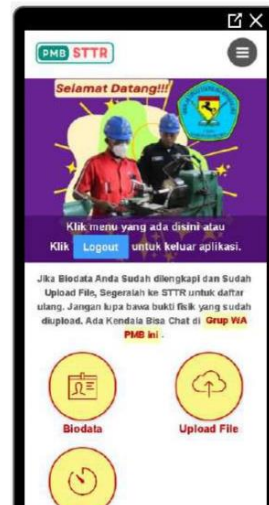 PMB STTR
Selamat Datang!!!
Klik menu yang ada disini atau
Klik Logout untuk keluar aplikasi.
Jika Biodata Anda Sudah dilengkapi dan Sudah
Upload File, Segeralah ke STTR untuk daftar
ulang. Jangan lupa bawa bukti fisik yang sudah
diupload. Ada Kendala Bisa Chat di Grup WA
PMB ini .
Biodata
Upload File